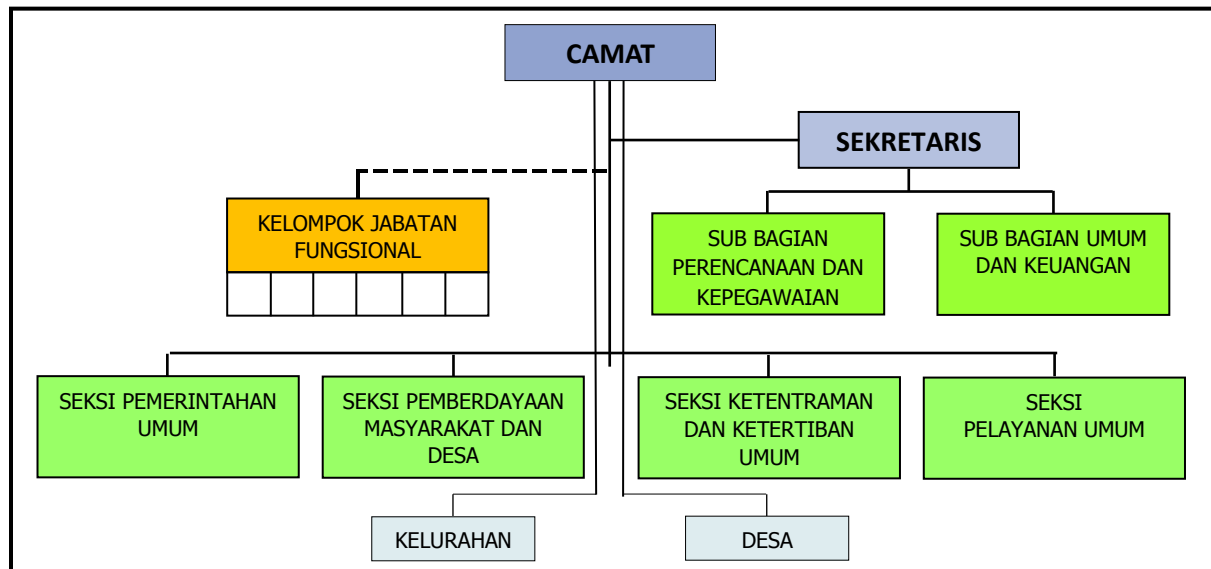 CAMAT
SEKRETARIS
KELOMPOK JABATAN
FUNGSIONAL
SUB BAGIAN
PERENCANAAN DAN
KEPEGAWAIAN
SUB BAGIAN UMUM
DAN KEUANGAN
SEKSI PEMERINTAHAN
UMUM
SEKSI PEMBERDAYAAN
MASYARAKAT DAN
DESA
SEKSI KETENTRAMAN
DAN KETERTIBAN
UMUM
SEKSI
PELAYANAN UMUM
KELURAHAN
DESA